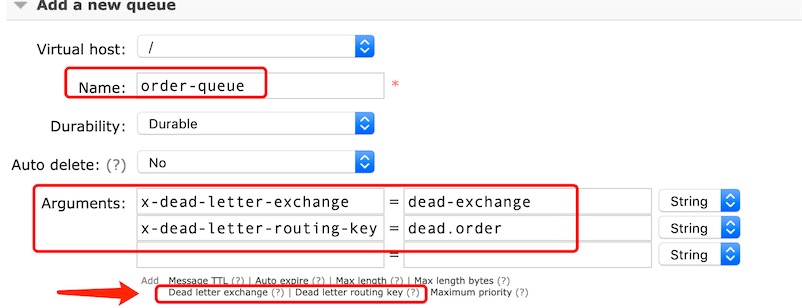 Add a new queue
Virtual host: /
Name: order-queue *
Durability: Durable
Auto delete: (?) No
Arguments: x-dead-letter-exchange = dead-exchange String
x-dead-letter-routing-key = dead.order String
= String
Add Message TTL (?) | Auto expire (?) | Max length (?) | Max length bytes (?)
Dead letter exchange (?) | Dead letter routing key (?) | Maximum priority (?)